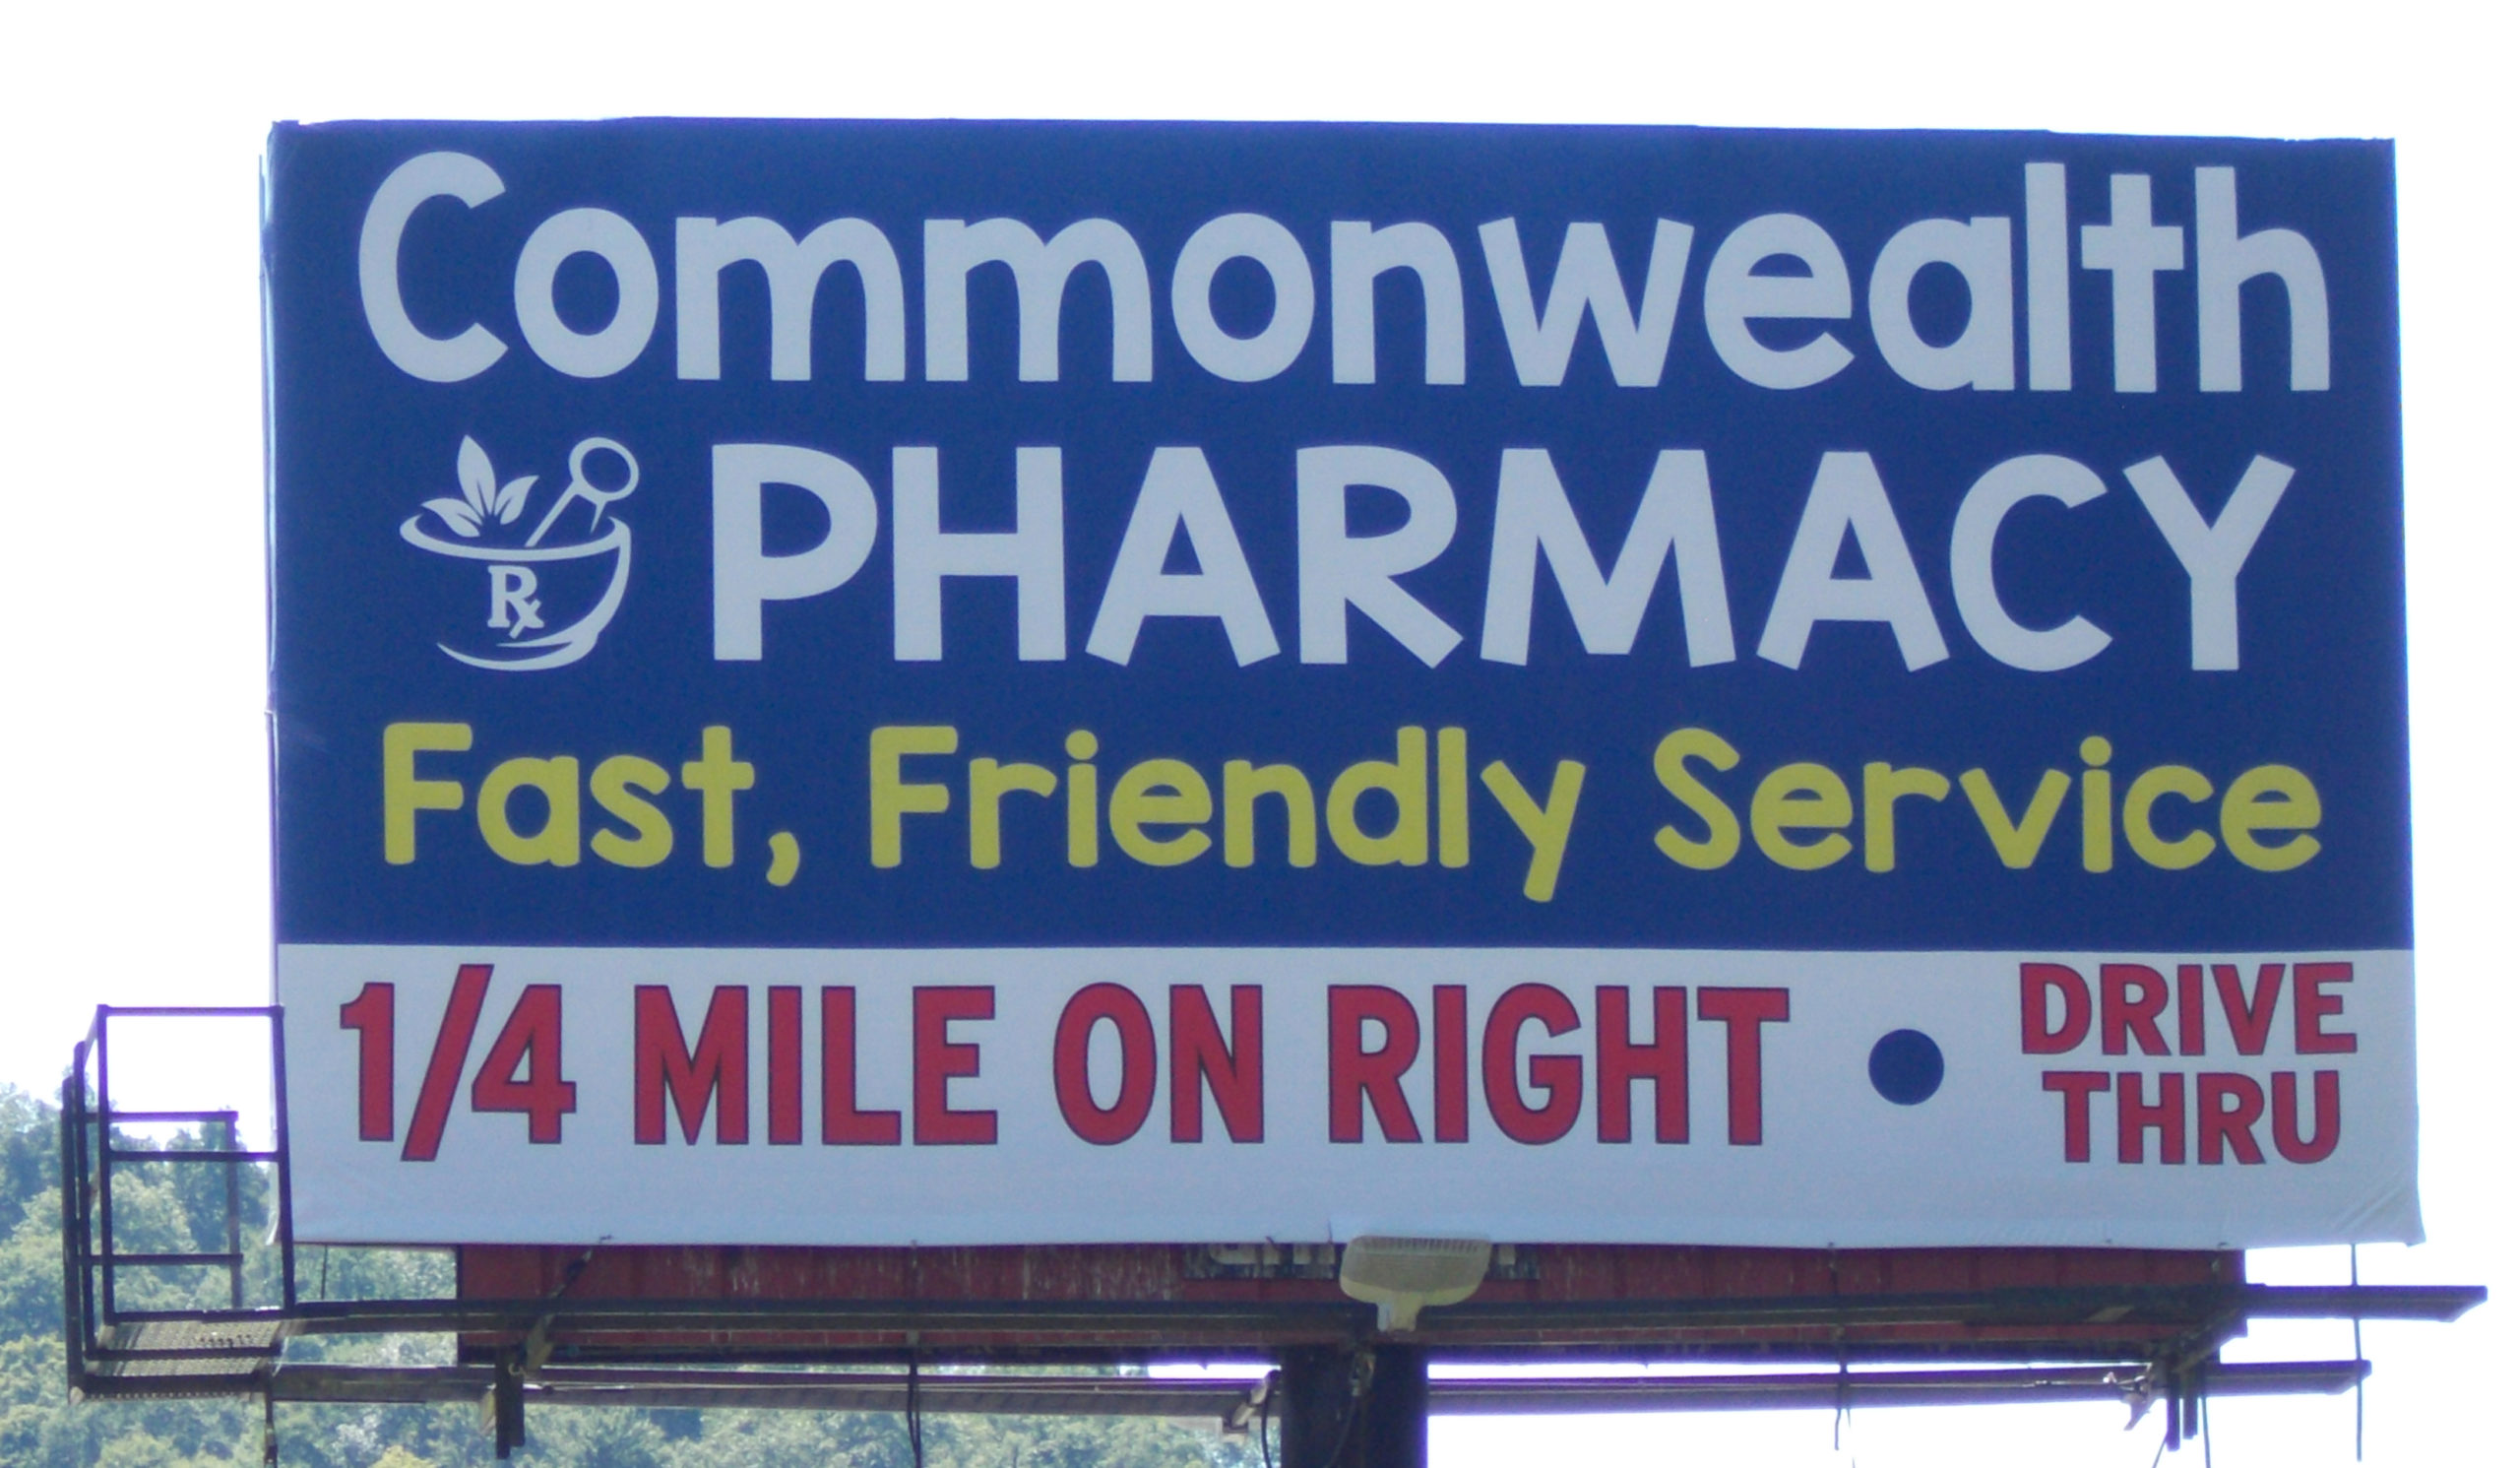 Commonwealth
Rx PHARMACY
Fast, Friendly Service
1/4 MILE ON RIGHT • DRIVE THRU